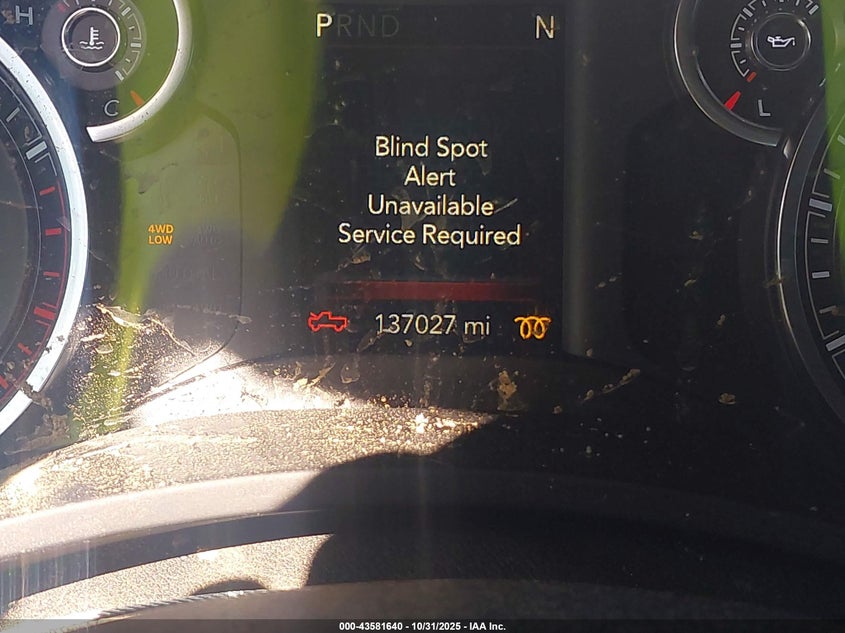 H
PRND N
C
L
Blind Spot
Alert
Unavailable
Service Required
4WD
LOW
137027 mi
000-43581640 - 10/31/2025 - IAA Inc.